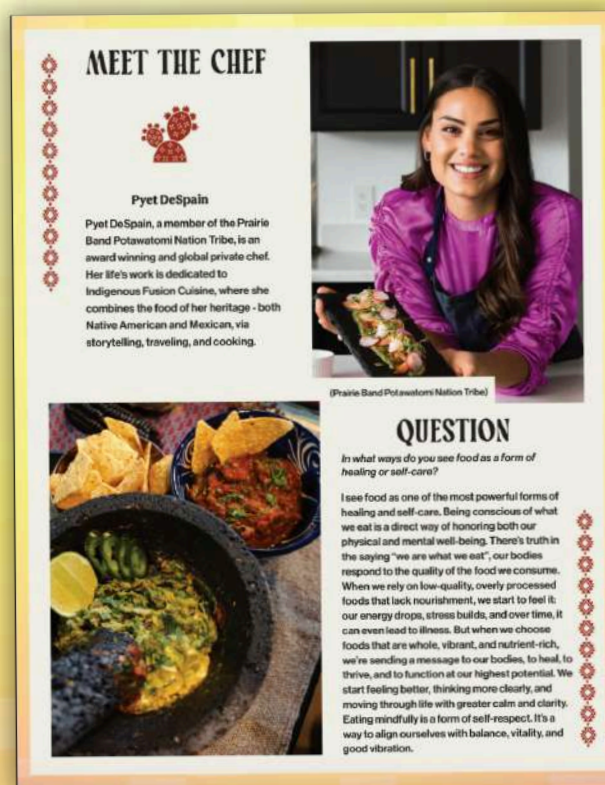 MEET THE CHEF
Pyet DeSpain
Pyet DeSpain, a member of the Prairie
Band Potawatomi Nation Tribe, is an
award winning and global private chef.
Her life's work is dedicated to
Indigenous Fusion Cuisine, where she
combines the food of her heritage - both
Native American and Mexican, via
storytelling, traveling, and cooking.
(Prairie Band Potawatomi Nation Tribe)
QUESTION
In what ways do you see food as a form of
healing or self-care?
I see food as one of the most powerful forms of
healing and self-care. Being conscious of what
we eat is a direct way of honoring both our
physical and mental well-being. There's truth in
the saying "we are what we eat", our bodies
respond to the quality of the food we consume.
When we rely on low-quality, overly processed
foods that lack nourishment, we start to feel it:
our energy drops, stress builds, and over time, it
can even lead to illness. But when we choose
foods that are whole, vibrant, and nutrient-rich,
we're sending a message to our bodies, to heal, to
thrive, and to function at our highest potential. We
start feeling better, thinking more clearly, and
moving through life with greater calm and clarity.
Eating mindfully is a form of self-respect. It's a
way to align ourselves with balance, vitality, and
good vibration.